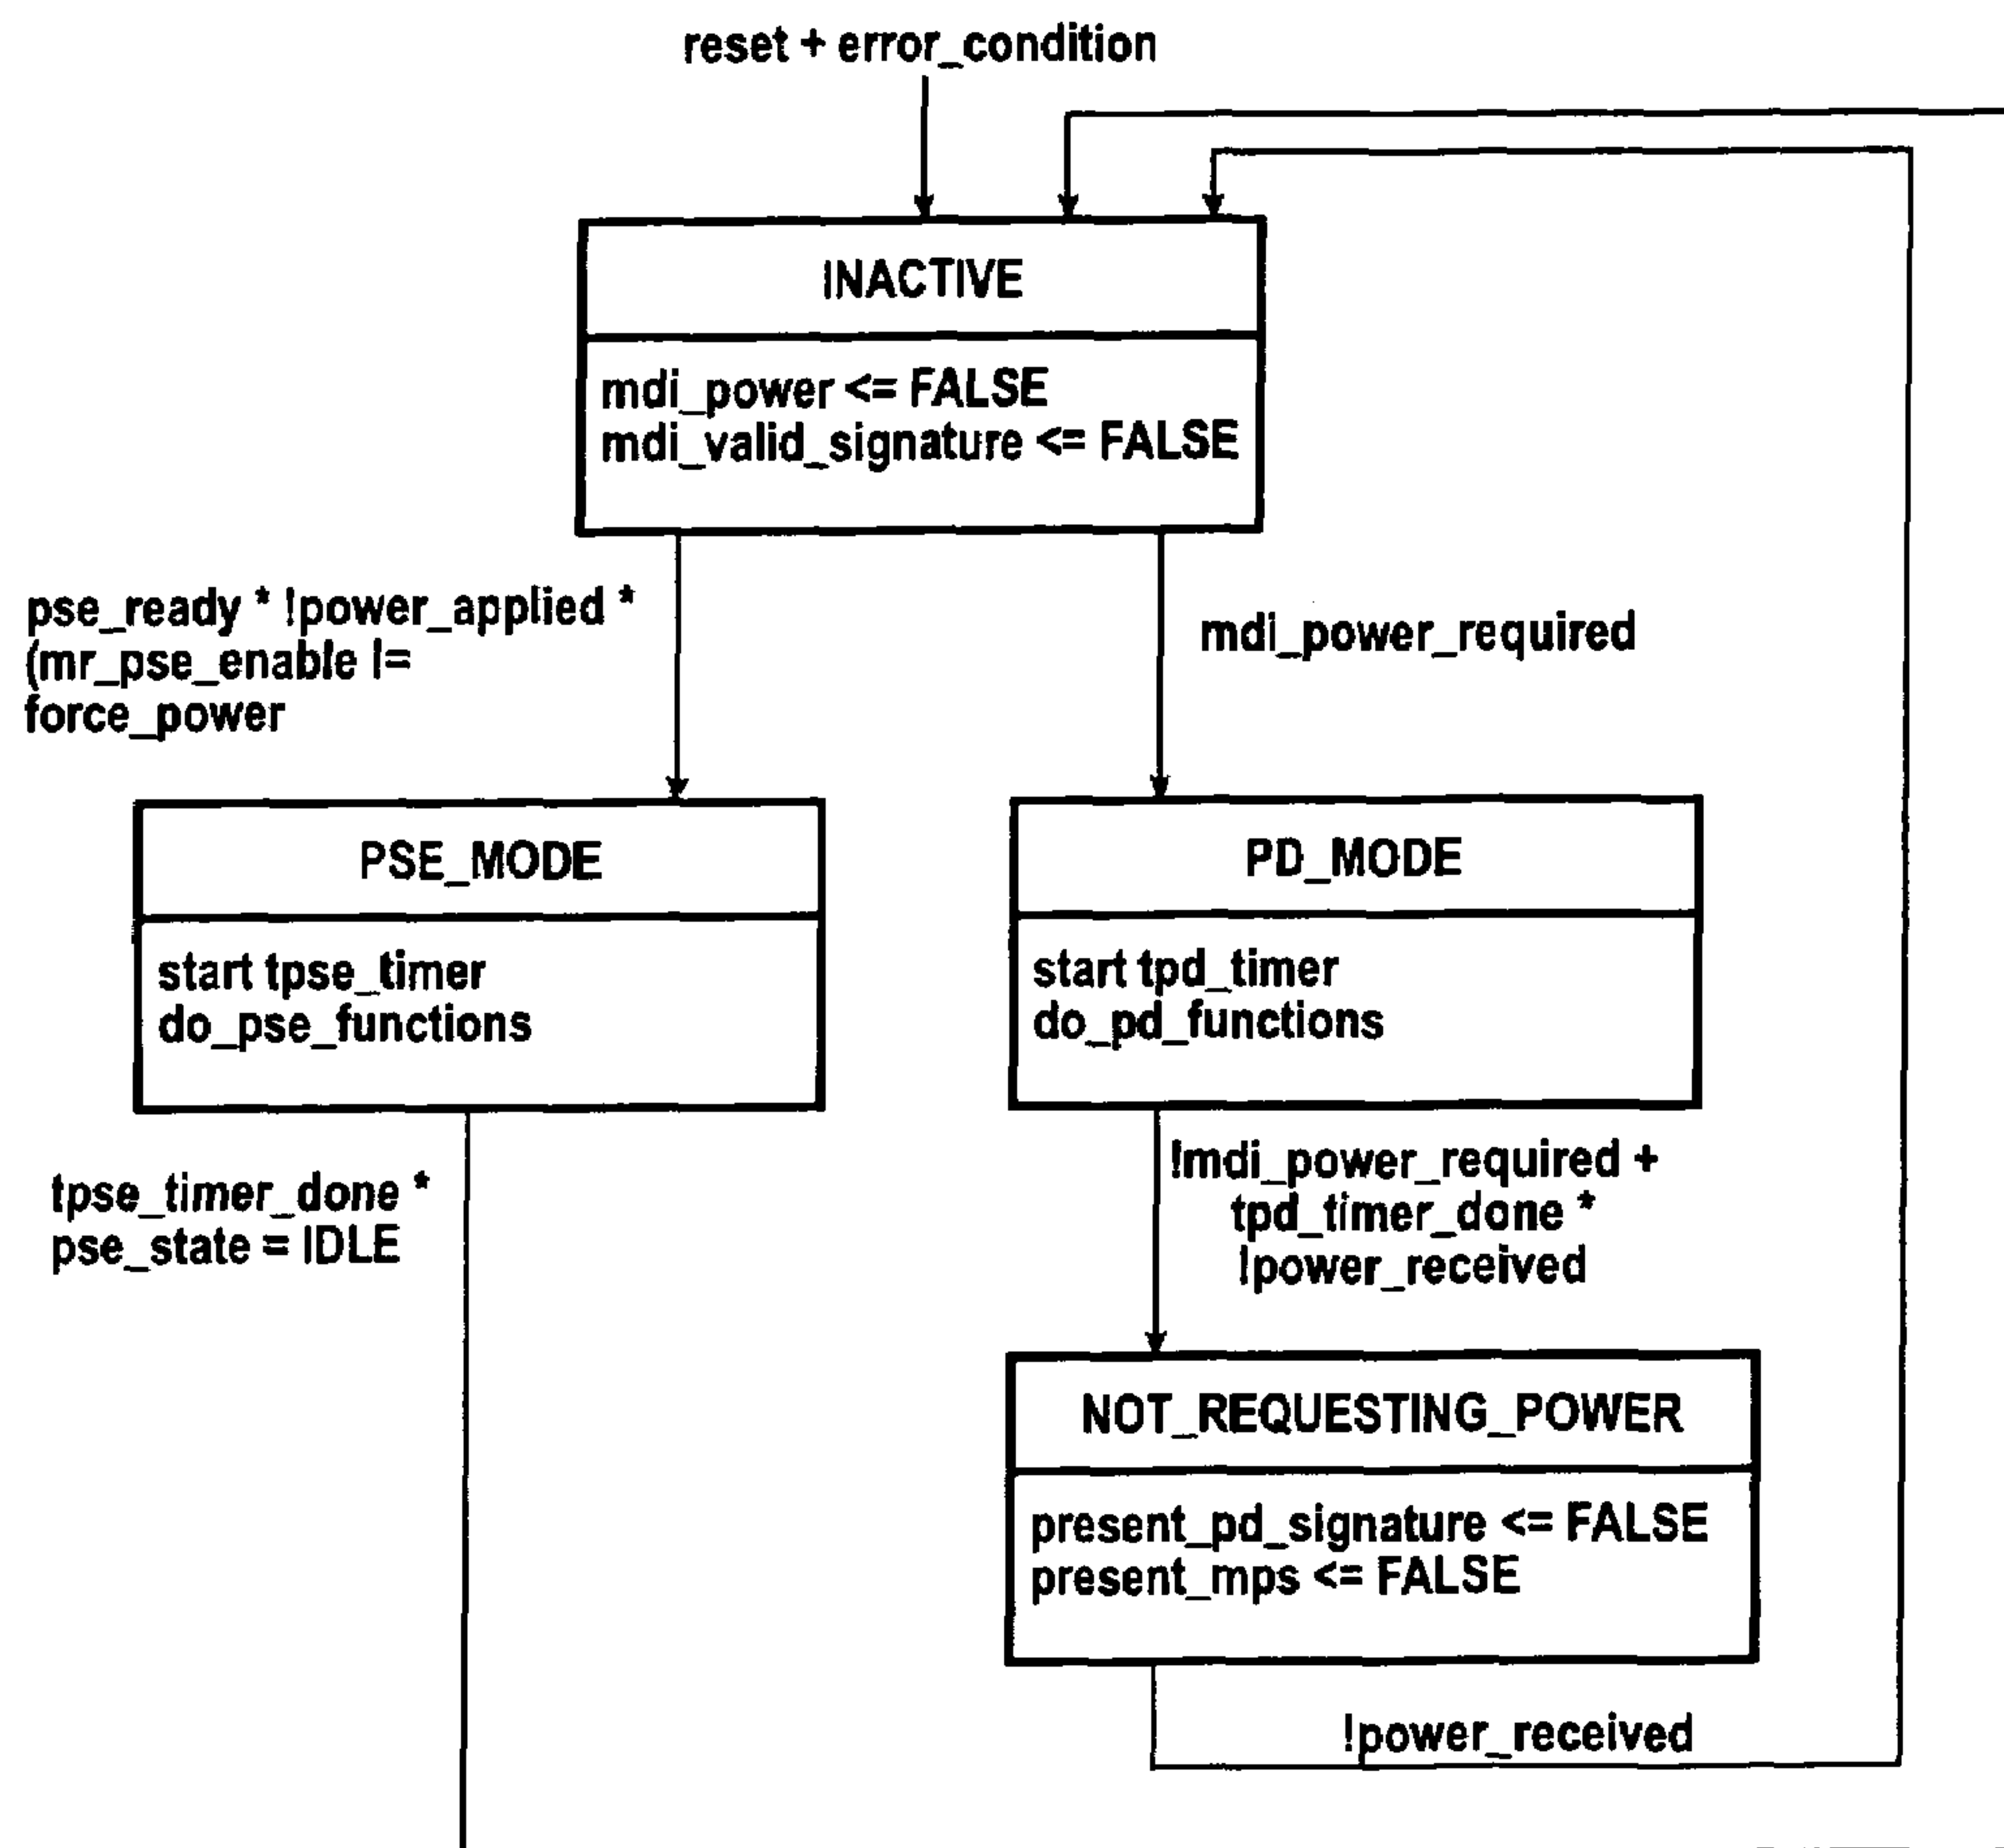 reset + error_condition
INACTIVE
mdi_power <= FALSE
mdi_valid_signature <= FALSE
pse_ready * !power_applied *
(mr_pse_enable !=
force_power
mdi_power_required
PSE_MODE
start tpse_timer
do_pse_functions
PD_MODE
start tpd_timer
do_pd_functions
tpse_timer_done *
pse_state = IDLE
!mdi_power_required +
tpd_timer_done *
!power_received
NOT_REQUESTING_POWER
present_pd_signature <= FALSE
present_mps <= FALSE
!power_received